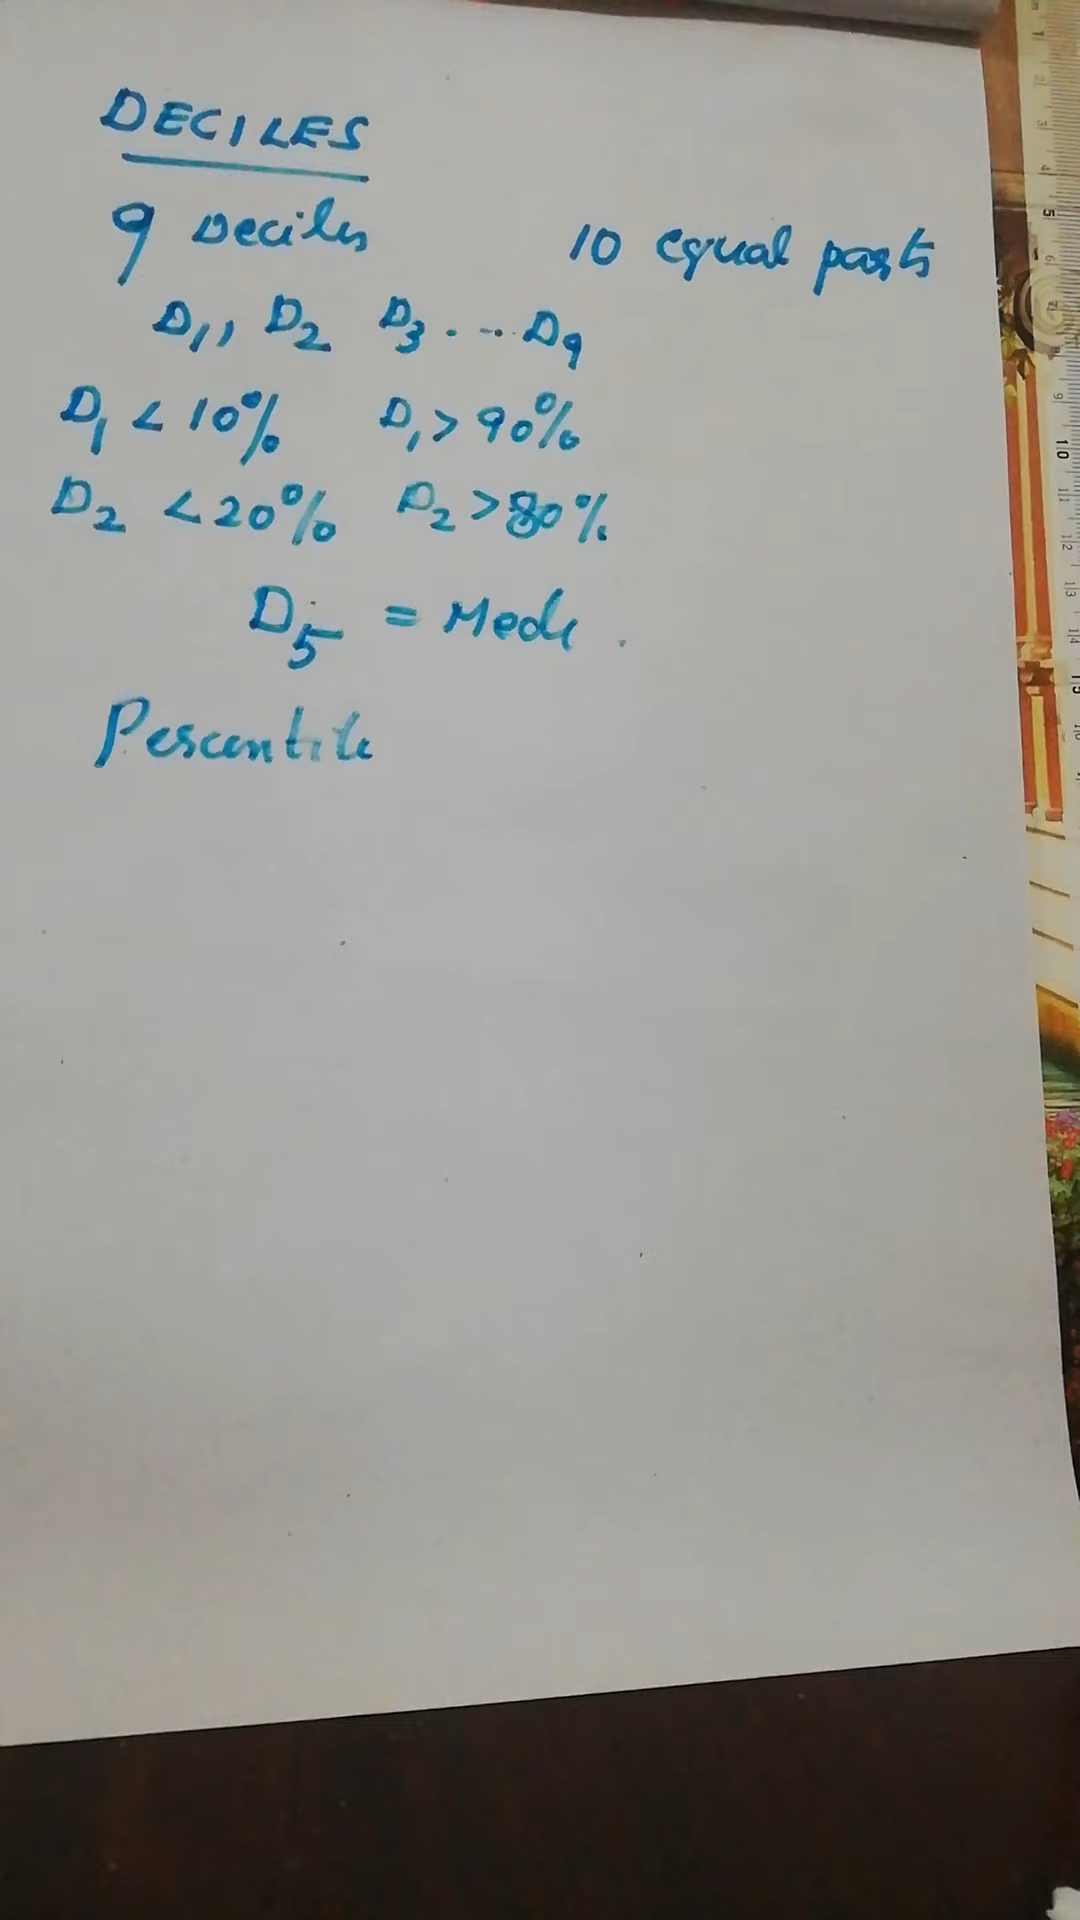 DECILES
9 Deciles 10 equal parts
D1, D2 D3 ... D9
D1 < 10% D1 > 90%
D2 < 20% D2 > 80%
D5 = Mede .
Percentile